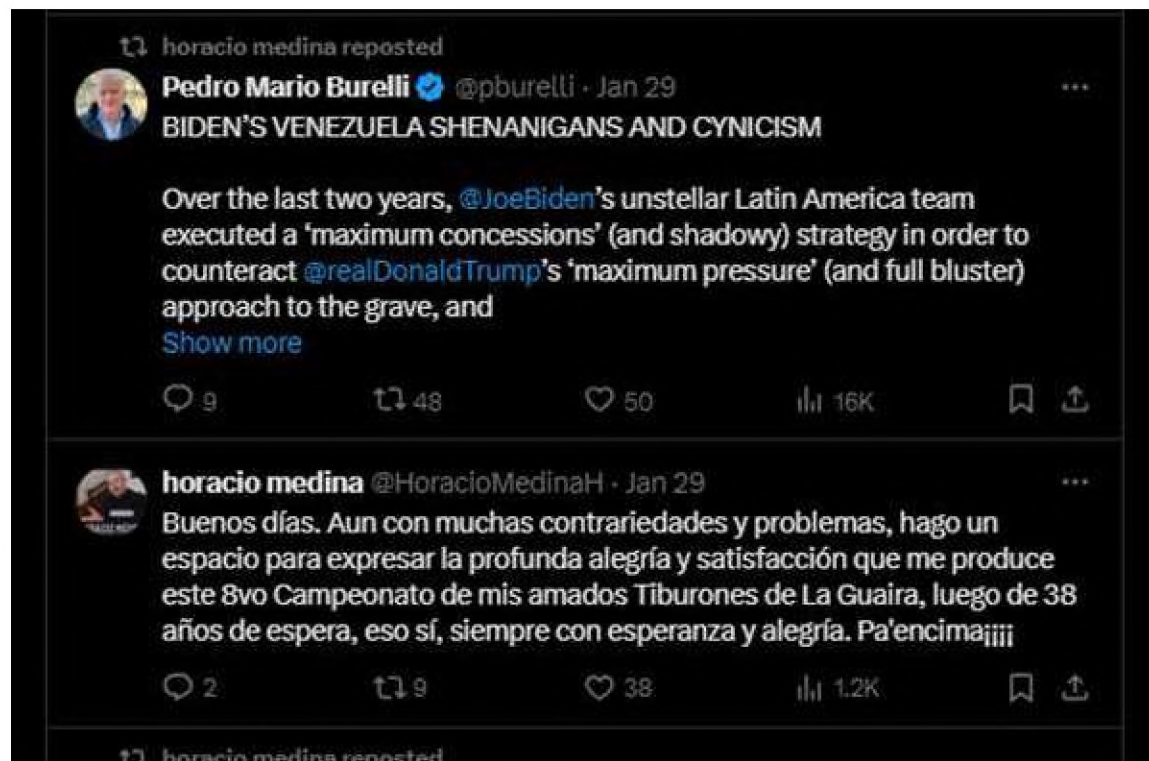 horacio medina reposted
Pedro Mario Burelli @pburelli · Jan 29
BIDEN'S VENEZUELA SHENANIGANS AND CYNICISM
Over the last two years, @JoeBiden's unstellar Latin America team
executed a 'maximum concessions' (and shadowy) strategy in order to
counteract @realDonaldTrump's 'maximum pressure' (and full bluster)
approach to the grave, and
Show more
9 48 50 16K
horacio medina @HoracioMedinaH · Jan 29
Buenos días. Aun con muchas contrariedades y problemas, hago un
espacio para expresar la profunda alegría y satisfacción que me produce
este 8vo Campeonato de mis amados Tiburones de La Guaira, luego de 38
años de espera, eso sí, siempre con esperanza y alegría. Pa'encima¡¡¡¡
2 9 38 1.2K
horacio medina reposted